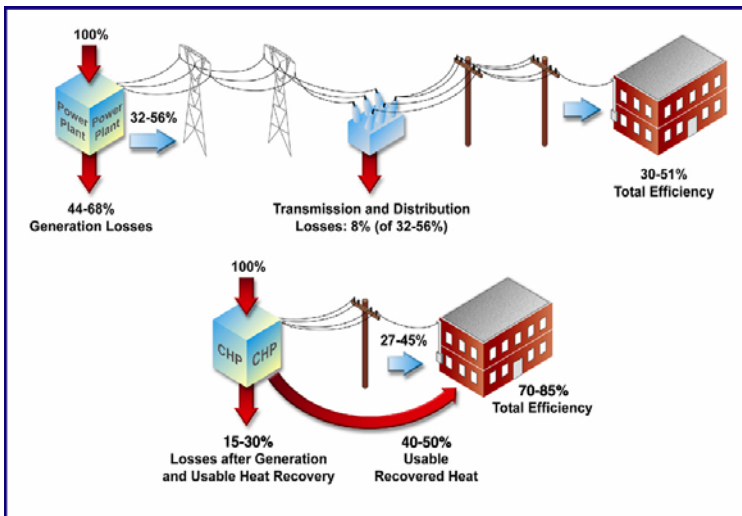 100%
Power Plant
Power Plant
32-56%
44-68%
Generation Losses
Transmission and Distribution
Losses: 8% (of 32-56%)
30-51%
Total Efficiency
100%
CHP
CHP
27-45%
70-85%
Total Efficiency
15-30%
Losses after Generation
and Usable Heat Recovery
40-50%
Usable
Recovered Heat